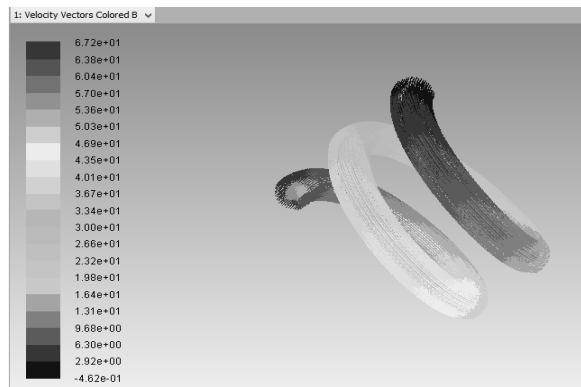 1: Velocity Vectors Colored B
6.72e+01
6.38e+01
6.04e+01
5.70e+01
5.36e+01
5.03e+01
4.69e+01
4.35e+01
4.01e+01
3.67e+01
3.34e+01
3.00e+01
2.66e+01
2.32e+01
1.98e+01
1.64e+01
1.31e+01
9.68e+00
6.30e+00
2.92e+00
-4.62e-01